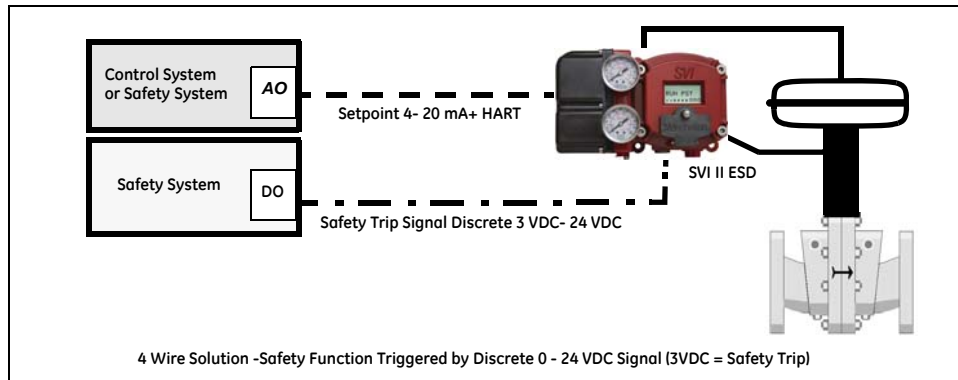 Control System
or Safety System
AO
Setpoint 4- 20 mA+ HART
SVI
RUN PST
SVI II ESD
Safety System
DO
Safety Trip Signal Discrete 3 VDC- 24 VDC
4 Wire Solution -Safety Function Triggered by Discrete 0 - 24 VDC Signal (3VDC = Safety Trip)